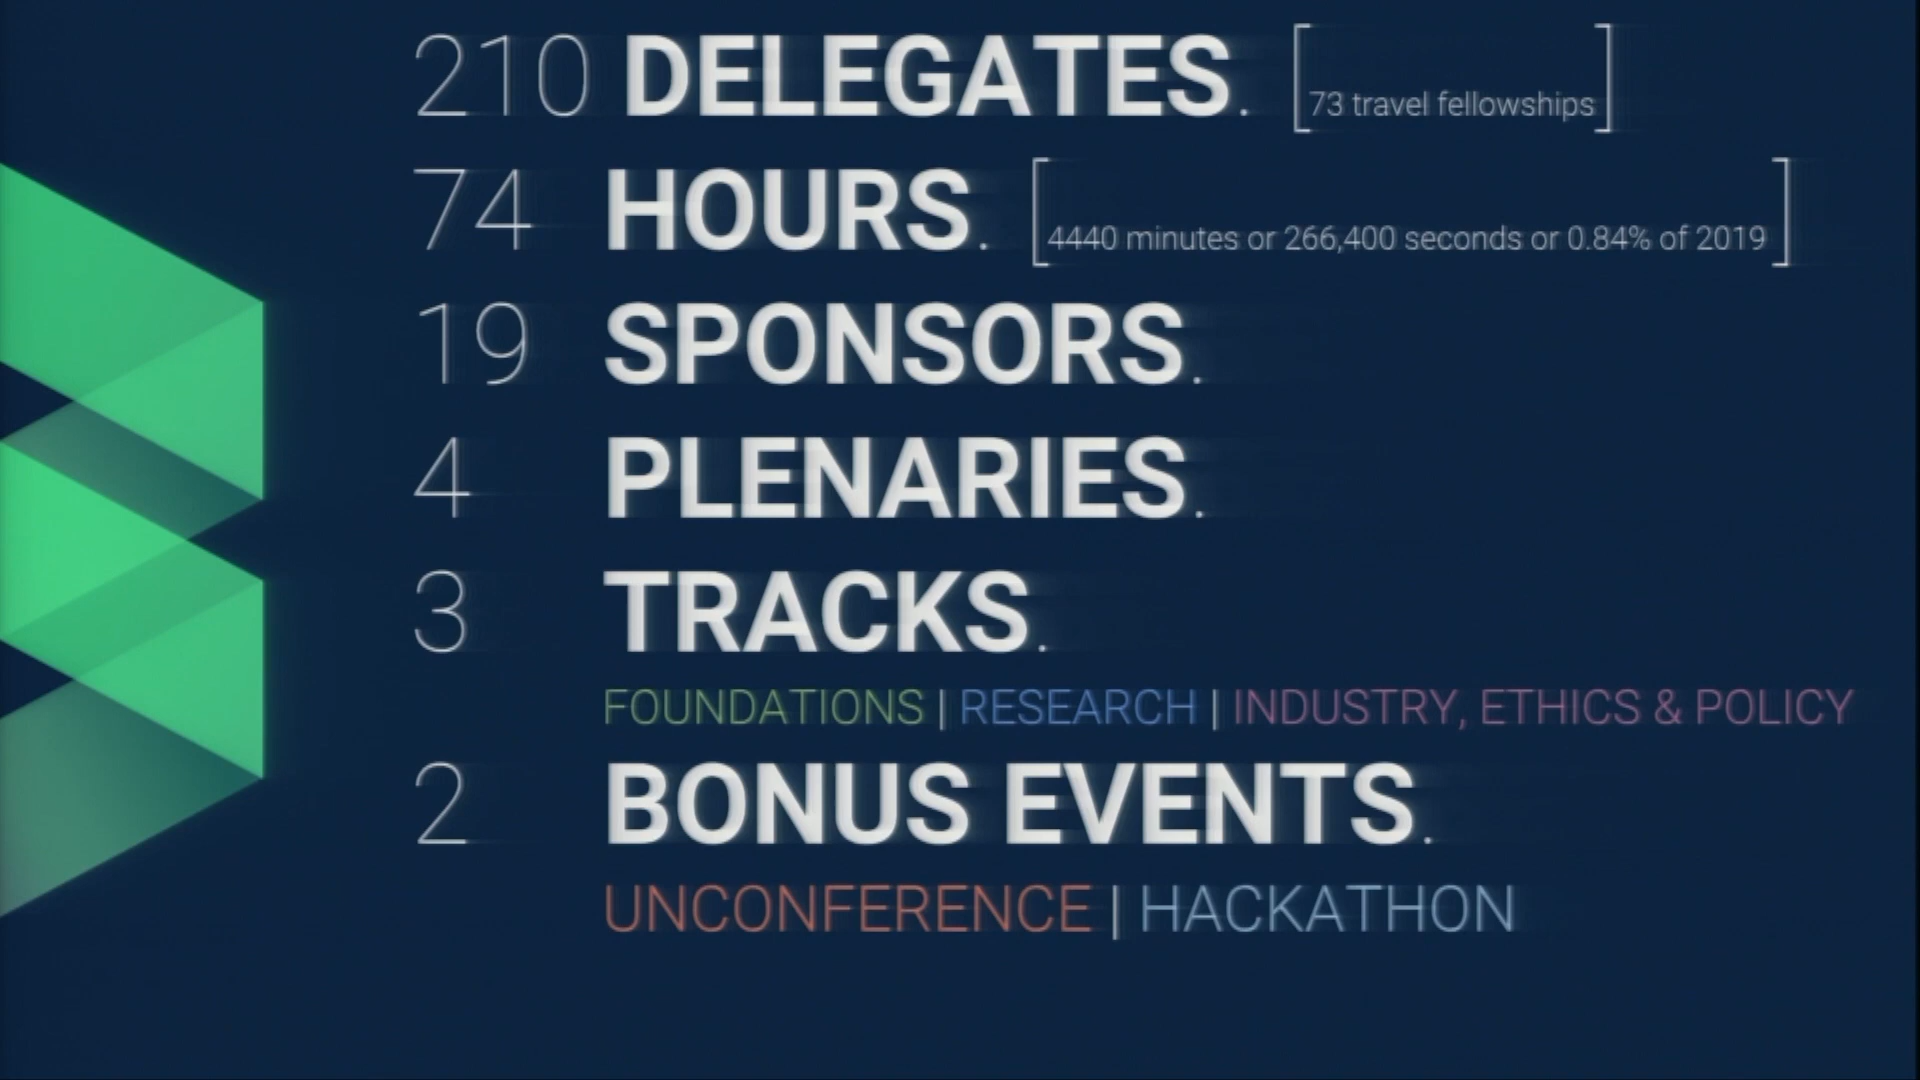 210 DELEGATES. [73 travel fellowships]
74 HOURS. [4440 minutes or 266,400 seconds or 0.84% of 2019]
19 SPONSORS.
4 PLENARIES.
3 TRACKS.
FOUNDATIONS | RESEARCH | INDUSTRY, ETHICS & POLICY
2 BONUS EVENTS.
UNCONFERENCE | HACKATHON